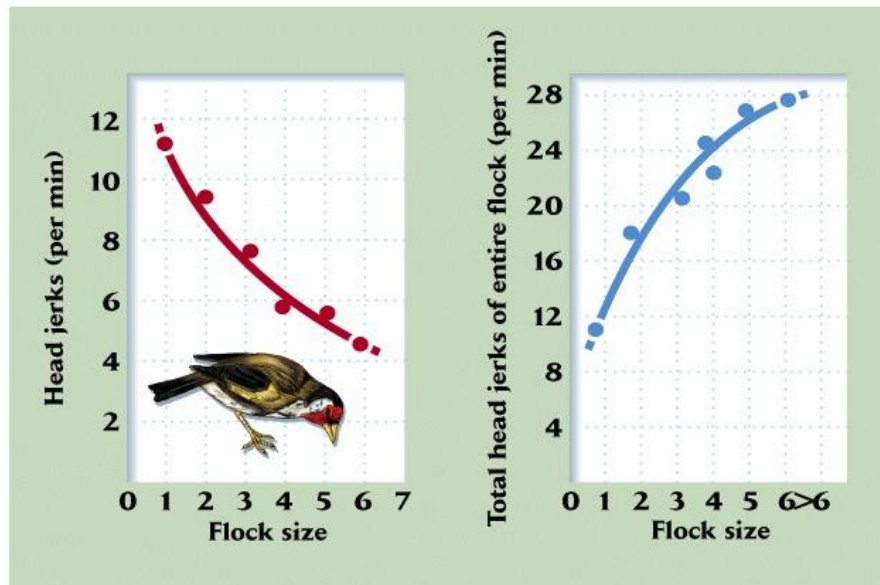 Head jerks (per min)
12
10
8
6
4
2
0 1 2 3 4 5 6 7
Flock size
Total head jerks of entire flock (per min)
28
24
20
16
12
8
4
0 1 2 3 4 5 6>6
Flock size